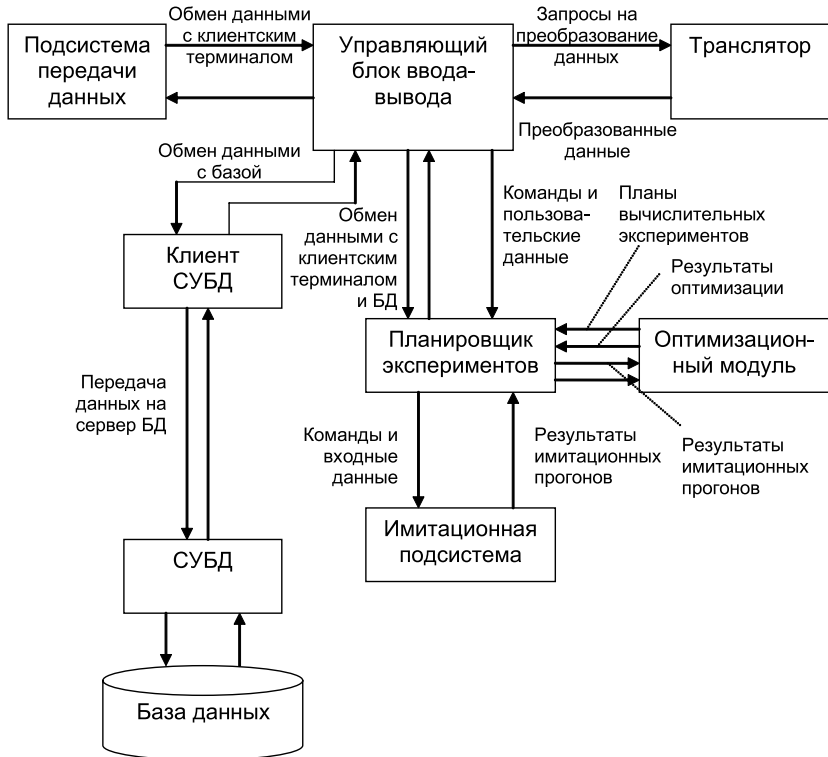 Обмен данными
с клиентским
терминалом
Запросы на
преобразование
данных
Подсистема
передачи
данных
Управляющий
блок ввода-
вывода
Транслятор
Преобразованные
данные
Обмен данными
с базой
Обмен
данными с
клиентским
терминалом
и БД
Команды и
пользова-
тельские
данные
Планы
вычислительных
экспериментов
Результаты
оптимизации
Клиент
СУБД
Планировщик
экспериментов
Оптимизацион-
ный модуль
Передача
данных на
сервер БД
Команды и
входные
данные
Результаты
имитационных
прогонов
Результаты
имитационных
прогонов
Имитационная
подсистема
СУБД
База данных